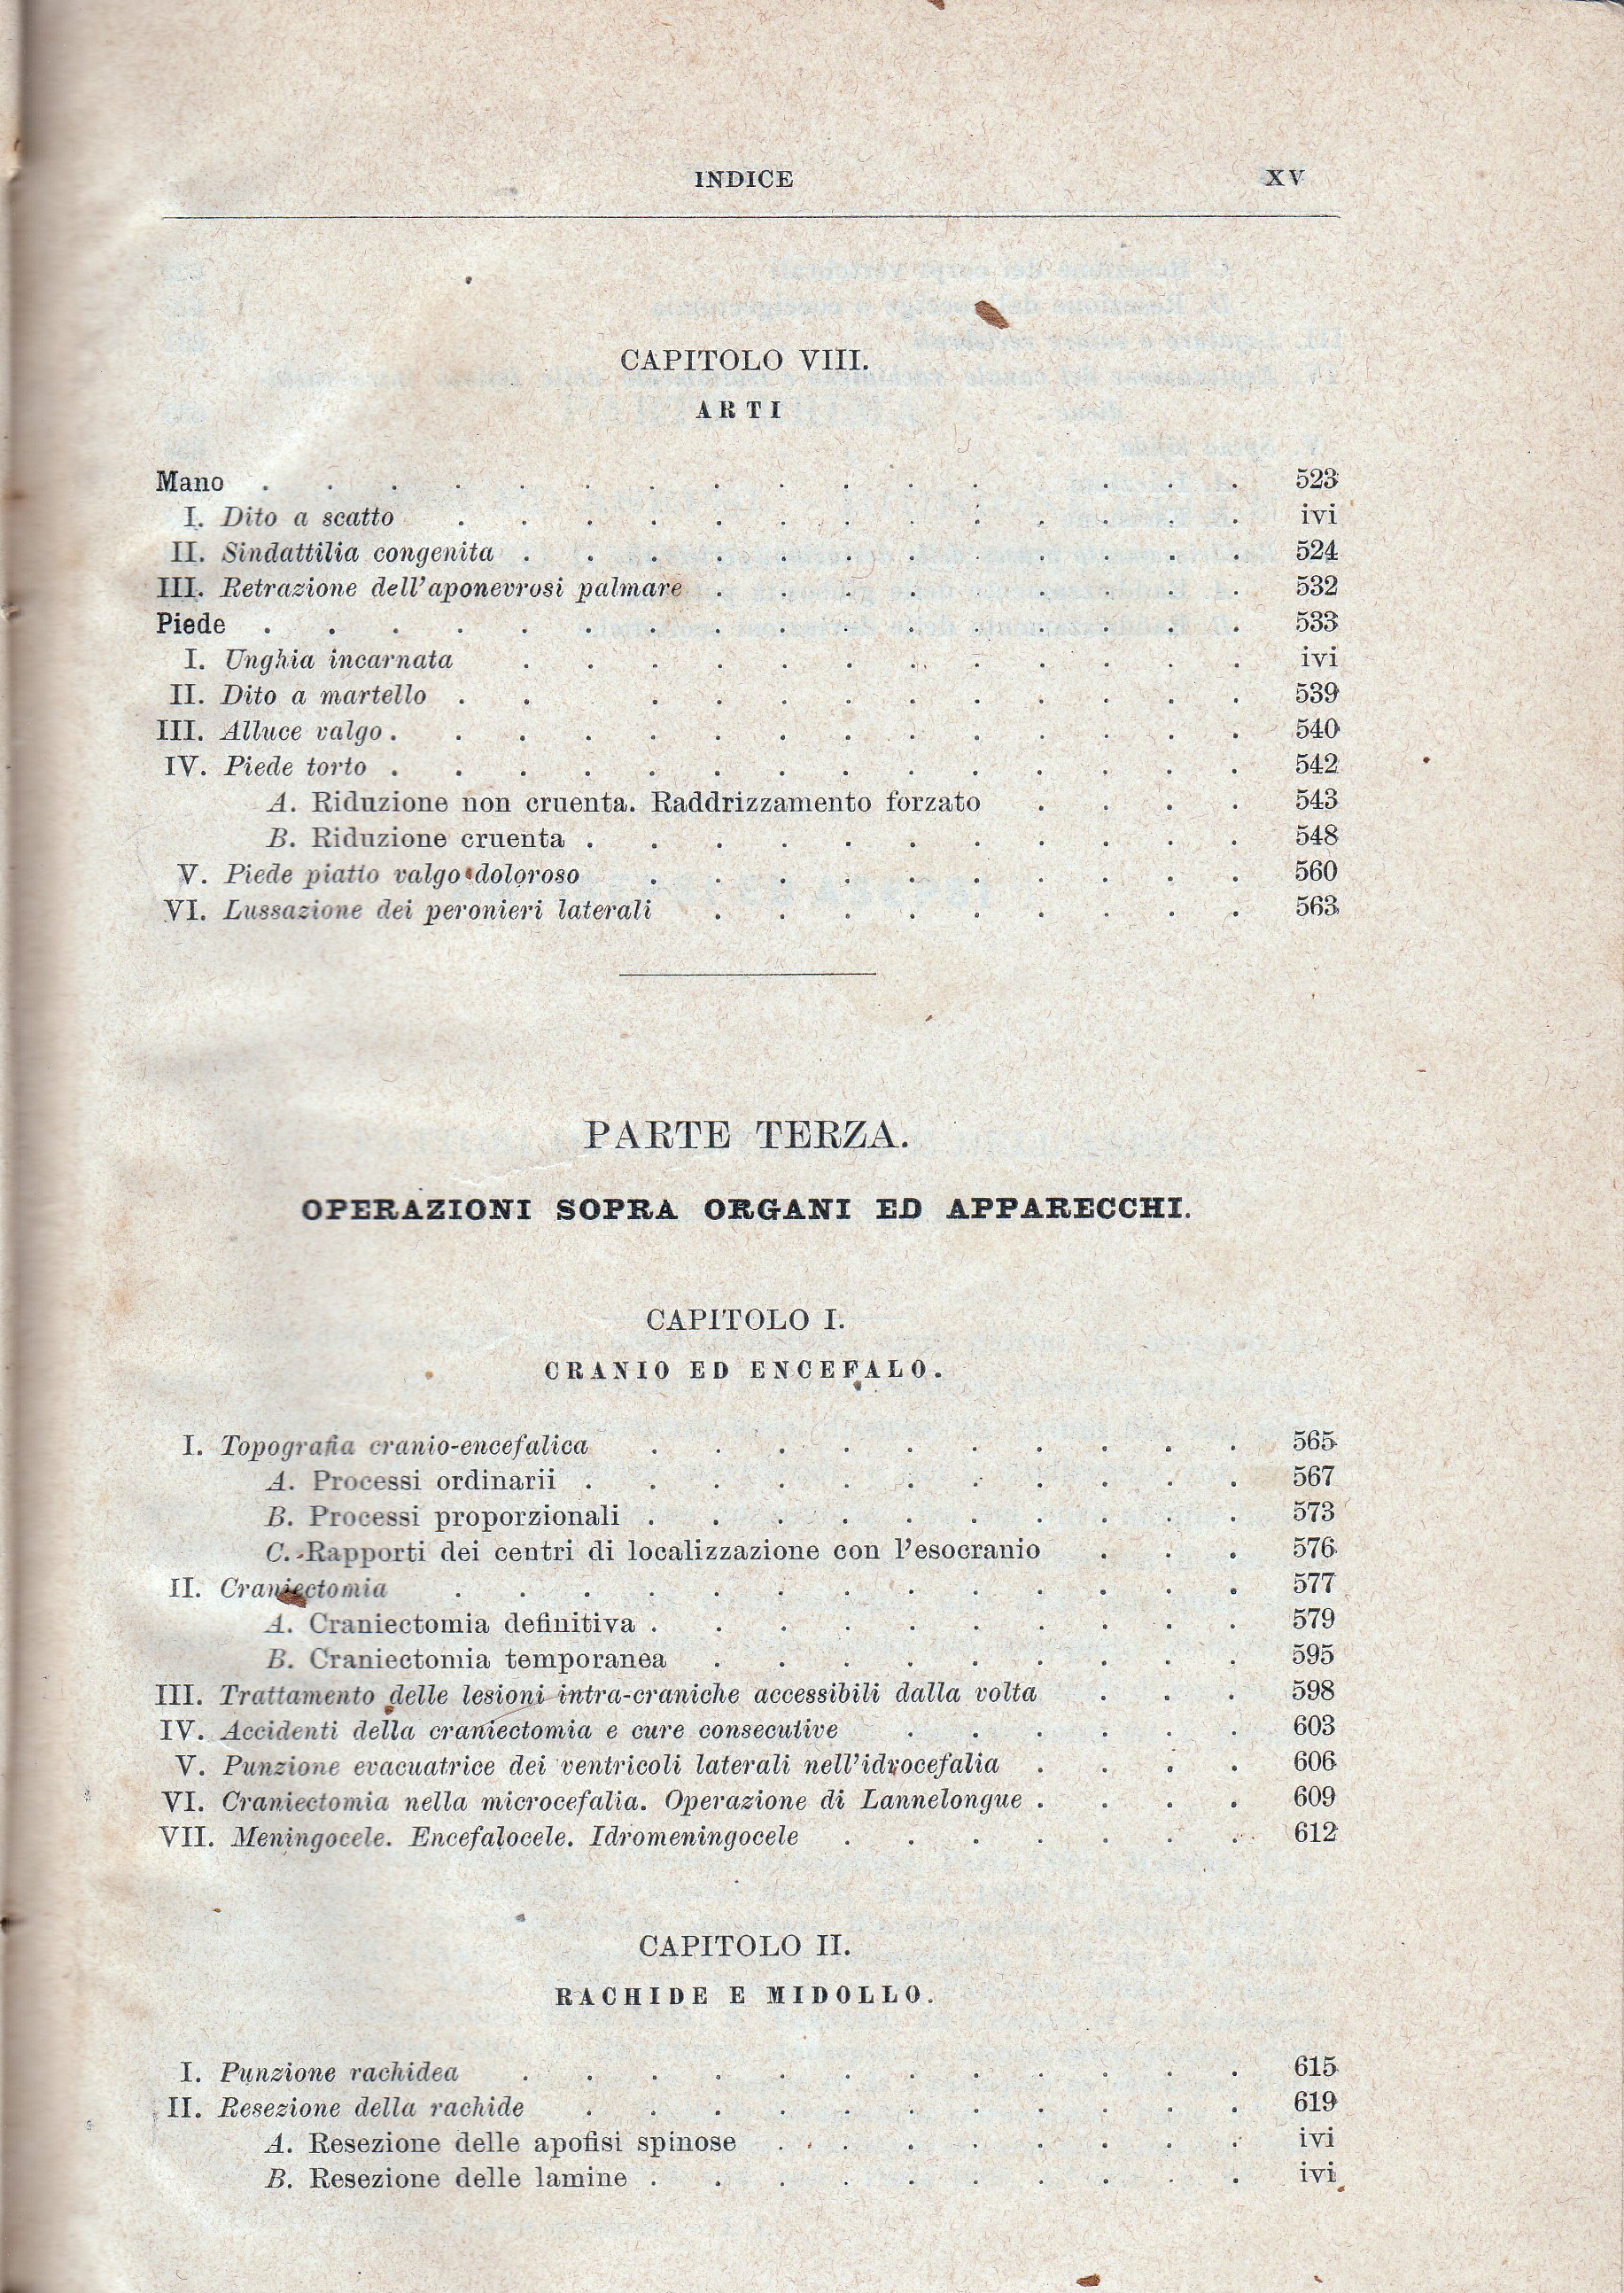 INDICE XV
CAPITOLO VIII.
ARTI
Mano . . . . . . . . . . . . . . . 523
I. Dito a scatto . . . . . . . . . . . . . ivi
II. Sindattilia congenita . . . . . . . . . . . . 524
III. Retrazione dell'aponevrosi palmare . . . . . . . . . 532
Piede . . . . . . . . . . . . . . . . 533
I. Unghia incarnata . . . . . . . . . . . . ivi
II. Dito a martello . . . . . . . . . . . . 539
III. Alluce valgo . . . . . . . . . . . . . . 540
IV. Piede torto . . . . . . . . . . . . . . 542
A. Riduzione non cruenta. Raddrizzamento forzato . . . . 543
B. Riduzione cruenta . . . . . . . . . . . 548
V. Piede piatto valgo doloroso . . . . . . . . . . 560
VI. Lussazione dei peronieri laterali . . . . . . . . . 563
PARTE TERZA.
OPERAZIONI SOPRA ORGANI ED APPARECCHI.
CAPITOLO I.
CRANIO ED ENCEFALO.
I. Topografia cranio-encefalica . . . . . . . . . . 565
A. Processi ordinarii . . . . . . . . . . . 567
B. Processi proporzionali . . . . . . . . . . 573
C. Rapporti dei centri di localizzazione con l'esocranio . . . 576
II. Craniectomia . . . . . . . . . . . . . 577
A. Craniectomia definitiva . . . . . . . . . . 579
B. Craniectomia temporanea . . . . . . . . . 595
III. Trattamento delle lesioni intra-craniche accessibili dalla volta . . . 598
IV. Accidenti della craniectomia e cure consecutive . . . . . . 603
V. Punzione evacuatrice dei ventricoli laterali nell'idrocefalia . . . . 606
VI. Craniectomia nella microcefalia. Operazione di Lannelongue . . . . 609
VII. Meningocele. Encefalocele. Idromeningocele . . . . . . . 612
CAPITOLO II.
RACHIDE E MIDOLLO.
I. Punzione rachidea . . . . . . . . . . . . 615
II. Resezione della rachide . . . . . . . . . . . 619
A. Resezione delle apofisi spinose . . . . . . . . ivi
B. Resezione delle lamine . . . . . . . . . . ivi